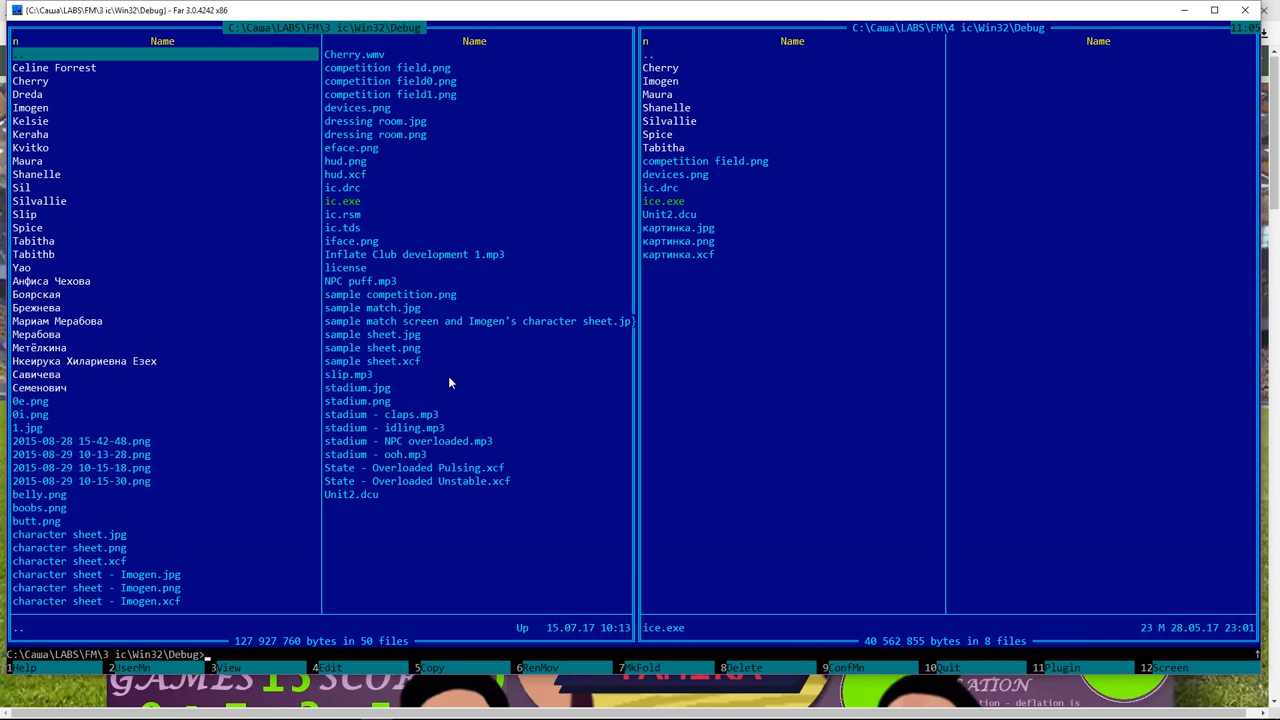 {C:\Саша\LABS\FM\3 ic\Win32\Debug} - Far 3.0.4242 x86
C:\Саша\LABS\FM\3 ic\Win32\Debug
n Name Name
..
Celine Forrest
Cherry
Dreda
Imogen
Kelsie
Keraha
Kvitko
Maura
Shanelle
Sil
Silvallie
Slip
Spice
Tabitha
Tabithb
Yao
Анфиса Чехова
Боярская
Брежнева
Мариам Мерабова
Мерабова
Метёлкина
Нкеирука Хилариевна Езех
Савичева
Семенович
0e.png
0i.png
1.jpg
2015-08-28 15-42-48.png
2015-08-29 10-13-28.png
2015-08-29 10-15-18.png
2015-08-29 10-15-30.png
belly.png
boobs.png
butt.png
character sheet.jpg
character sheet.png
character sheet.xcf
character sheet - Imogen.jpg
character sheet - Imogen.png
character sheet - Imogen.xcf
Cherry.wmv
competition field.png
competition field0.png
competition field1.png
devices.png
dressing room.jpg
dressing room.png
eface.png
hud.png
hud.xcf
ic.drc
ic.exe
ic.rsm
ic.tds
iface.png
Inflate Club development 1.mp3
license
NPC puff.mp3
sample competition.png
sample match.jpg
sample match screen and Imogen's character sheet.jp}
sample sheet.jpg
sample sheet.png
sample sheet.xcf
slip.mp3
stadium.jpg
stadium.png
stadium - claps.mp3
stadium - idling.mp3
stadium - NPC overloaded.mp3
stadium - ooh.mp3
State - Overloaded Pulsing.xcf
State - Overloaded Unstable.xcf
Unit2.dcu
.. Up 15.07.17 10:13
127 927 760 bytes in 50 files
C:\Саша\LABS\FM\4 ic\Win32\Debug
11:05
n Name Name
..
Cherry
Imogen
Maura
Shanelle
Silvallie
Spice
Tabitha
competition field.png
devices.png
ic.drc
ice.exe
Unit2.dcu
картинка.jpg
картинка.png
картинка.xcf
ice.exe 23 M 28.05.17 23:01
40 562 855 bytes in 8 files
C:\Саша\LABS\FM\3 ic\Win32\Debug>
1Help 2UserMn 3View 4Edit 5Copy 6RenMov 7MkFold 8Delete 9ConfMn 10Quit 11Plugin 12Screen
GAMES 15
- deflation is